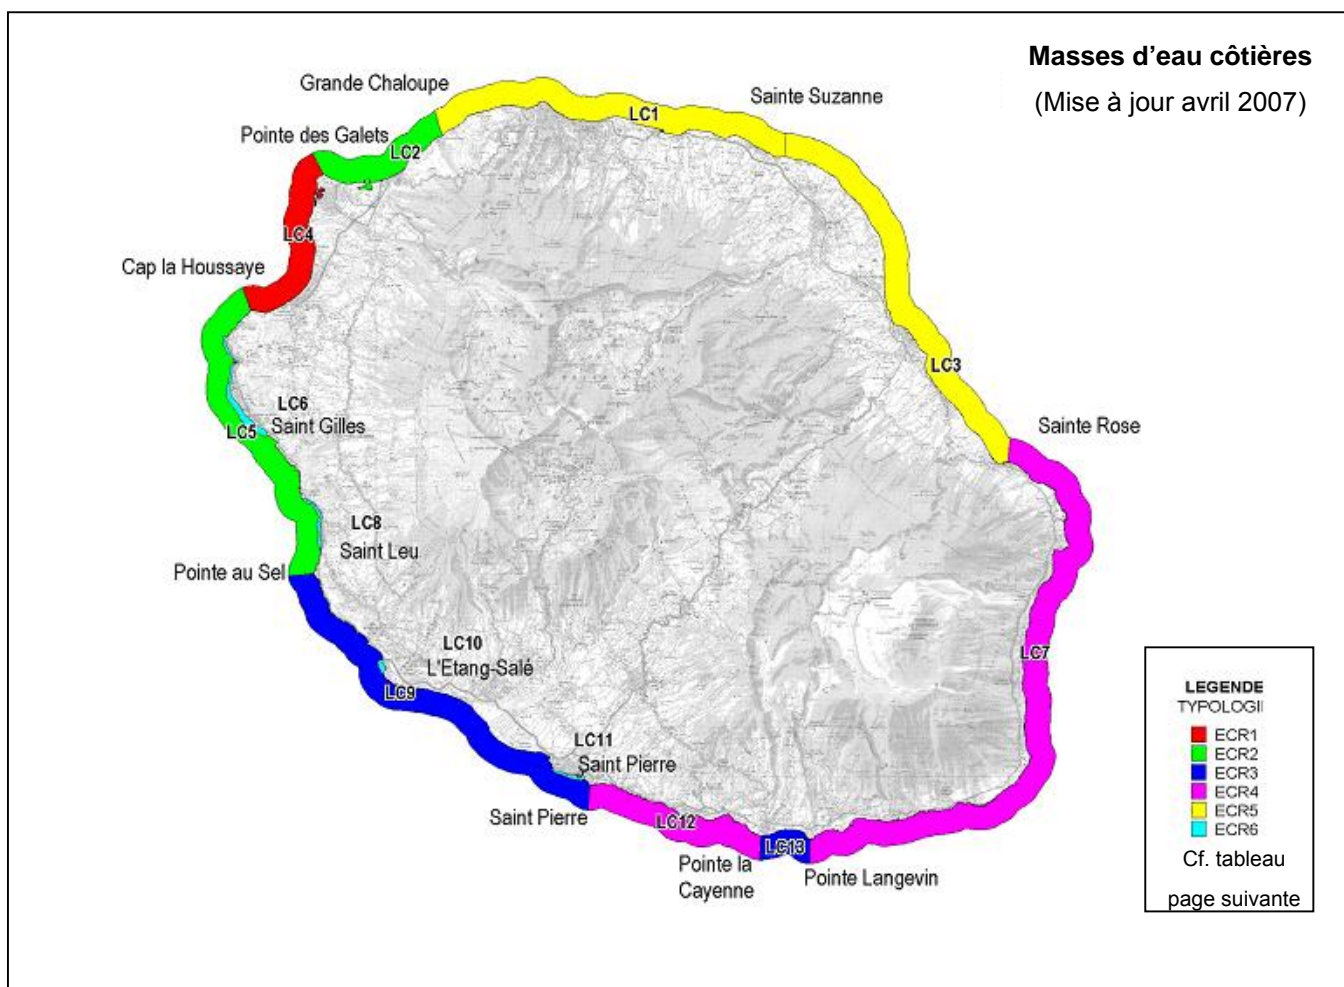 Masses d'eau côtières
(Mise à jour avril 2007)
Grande Chaloupe
Sainte Suzanne
LC1
Pointe des Galets
LC2
LC4
Cap la Houssaye
LC3
LC6
Saint Gilles
LC5
Sainte Rose
LC8
Saint Leu
Pointe au Sel
LC10
L'Etang-Salé
LC9
LC7
LC11
Saint Pierre
Saint Pierre
LC12
LC13
Pointe la
Cayenne
Pointe Langevin
LEGENDE
TYPOLOGII
ECR1
ECR2
ECR3
ECR4
ECR5
ECR6
Cf. tableau
page suivante